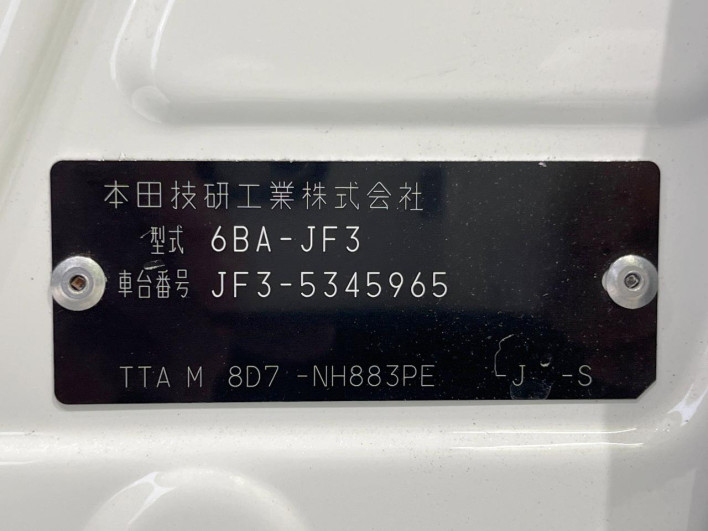 本田技研工業株式会社
型式 6BA-JF3
車台番号 JF3-5345965
TTA M 8D7 -NH883PE -J -S